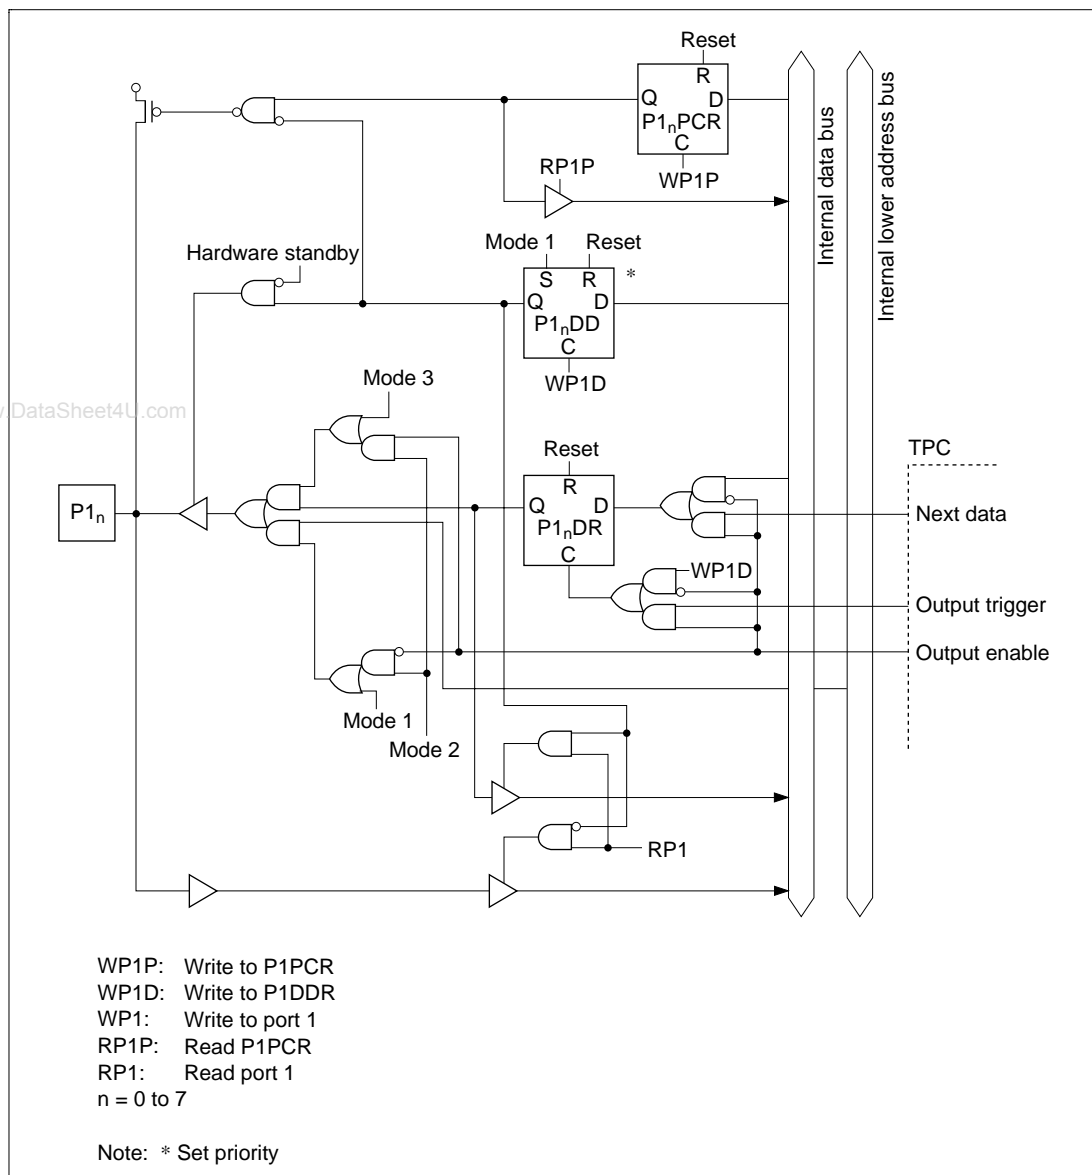 Reset
R
Q D
P1nPCR
C
WP1P
RP1P
Internal data bus
Internal lower address bus
Hardware standby
Mode 1 Reset
S R *
Q D
P1nDD
C
WP1D
Mode 3
w.DataSheet4U.com
TPC
Reset
R
Q D
P1nDR
C
P1n
Next data
WP1D
Output trigger
Output enable
Mode 1
Mode 2
RP1
WP1P: Write to P1PCR
WP1D: Write to P1DDR
WP1: Write to port 1
RP1P: Read P1PCR
RP1: Read port 1
n = 0 to 7
Note: * Set priority